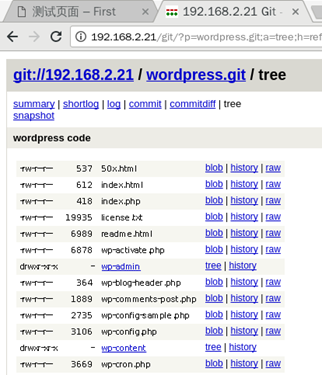 测试页面 – First
192.168.2.21 Git -
192.168.2.21/git/?p=wordpress.git;a=tree;h=ref
git://192.168.2.21 / wordpress.git / tree
summary | shortlog | log | commit | commitdiff | tree
snapshot
wordpress code
-rw-r--r-- 537 50x.html blob | history | raw
-rw-r--r-- 612 index.html blob | history | raw
-rw-r--r-- 418 index.php blob | history | raw
-rw-r--r-- 19935 license.txt blob | history | raw
-rw-r--r-- 6989 readme.html blob | history | raw
-rw-r--r-- 6878 wp-activate.php blob | history | raw
drwxr-xr-x - wp-admin tree | history
-rw-r--r-- 364 wp-blog-header.php blob | history | raw
-rw-r--r-- 1889 wp-comments-post.php blob | history | raw
-rw-r--r-- 2735 wp-config-sample.php blob | history | raw
-rw-r--r-- 3106 wp-config.php blob | history | raw
drwxr-xr-x - wp-content tree | history
-rw-r--r-- 3669 wp-cron.php blob | history | raw